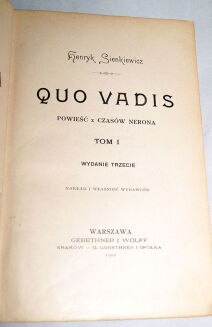 Henryk Sienkiewicz
QUO VADIS
POWIEŚĆ z CZASÓW NERONA
TOM I
WYDANIE TRZECIE
NAKŁAD I WŁASNOŚĆ WYDAWCÓW
WARSZAWA
GEBETHNER I WOLFF
KRAKÓW – G. GEBETHNER I SPÓŁKA